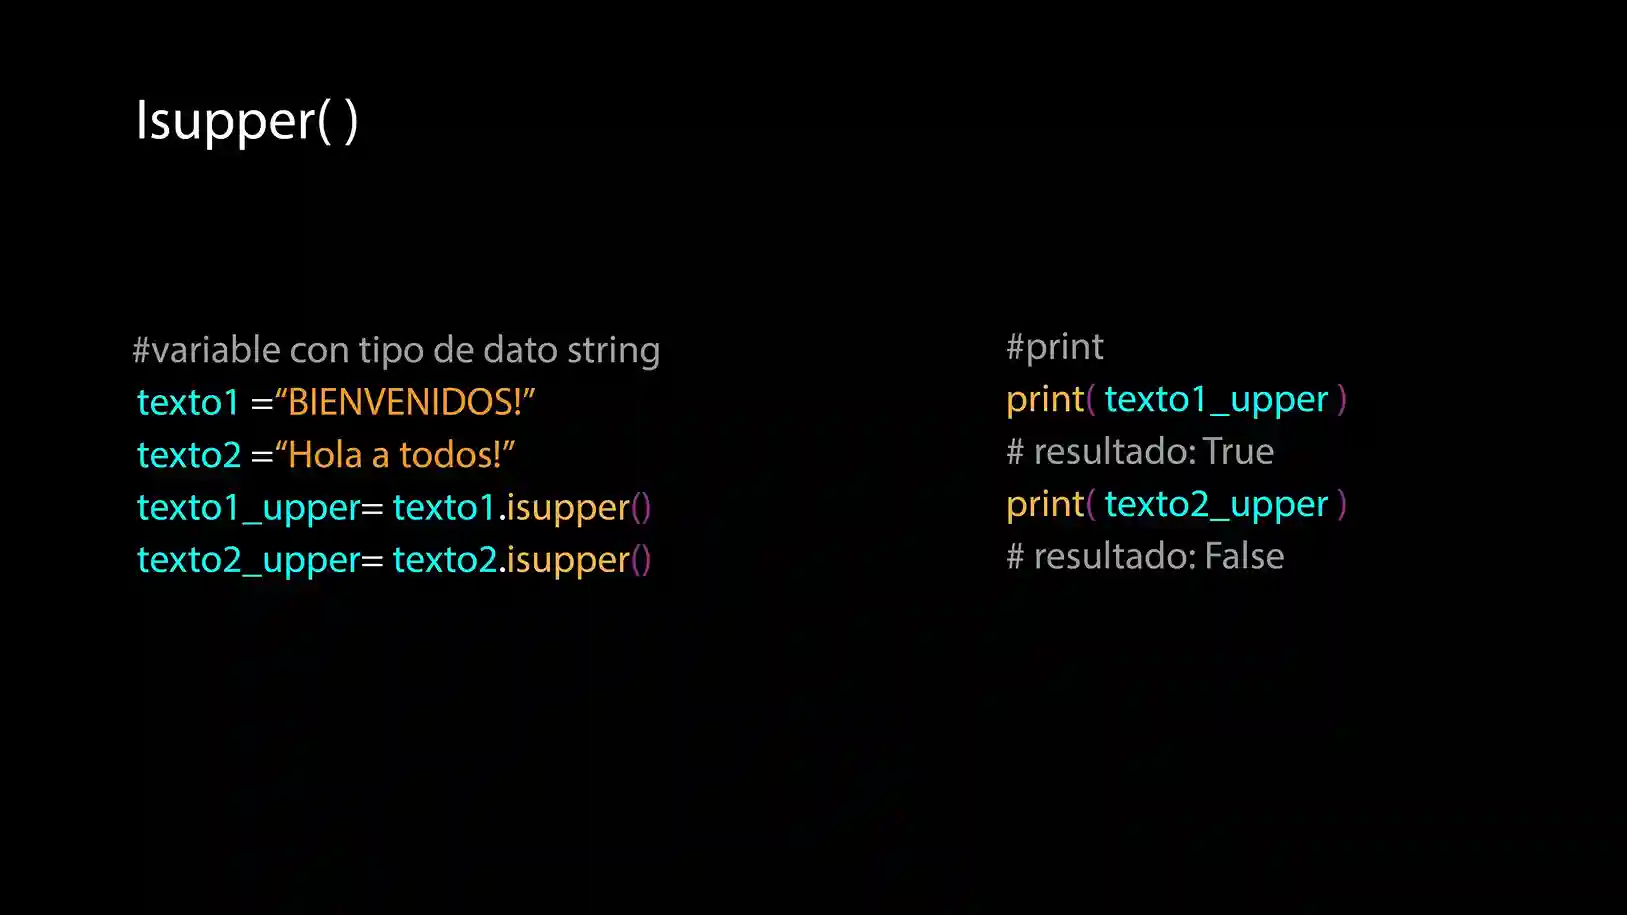 Isupper( )
#variable con tipo de dato string
texto1 =“BIENVENIDOS!”
texto2 =“Hola a todos!”
texto1_upper= texto1.isupper()
texto2_upper= texto2.isupper()
#print
print( texto1_upper )
# resultado: True
print( texto2_upper )
# resultado: False